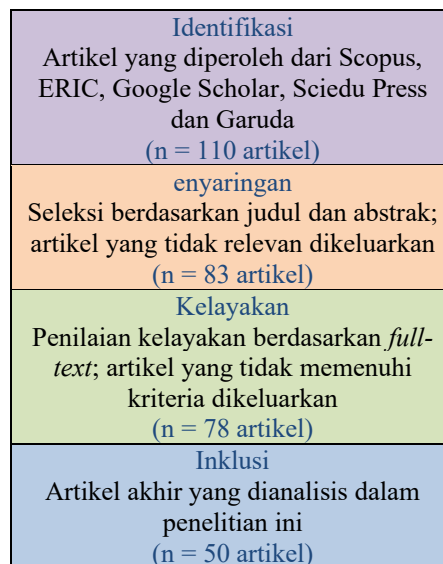 Identifikasi
Artikel yang diperoleh dari Scopus,
ERIC, Google Scholar, Sciedu Press
dan Garuda
(n = 110 artikel)
enyaringan
Seleksi berdasarkan judul dan abstrak;
artikel yang tidak relevan dikeluarkan
(n = 83 artikel)
Kelayakan
Penilaian kelayakan berdasarkan full-
text; artikel yang tidak memenuhi
kriteria dikeluarkan
(n = 78 artikel)
Inklusi
Artikel akhir yang dianalisis dalam
penelitian ini
(n = 50 artikel)